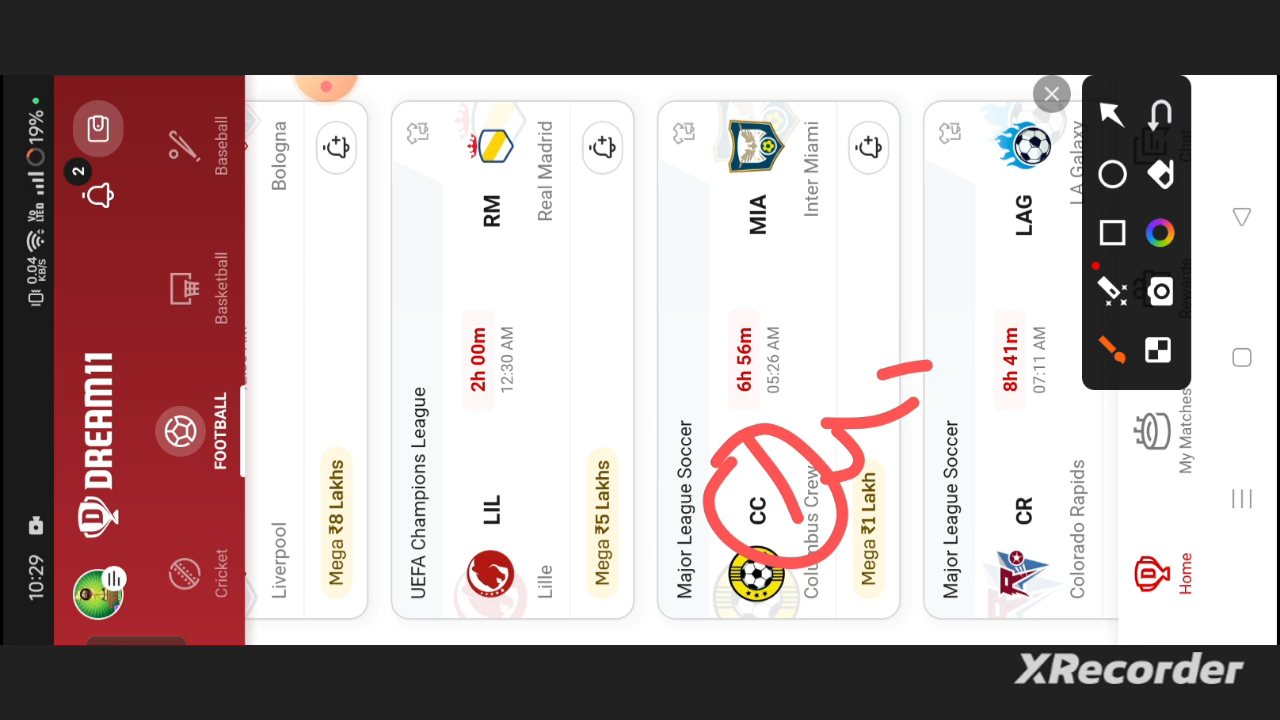 10:29
0.04 KB/S
Vo LTED
19%
DREAM11
2
Cricket
FOOTBALL
Basketball
Baseball
Liverpool
Bologna
Mega ₹8 Lakhs
UEFA Champions League
LIL
2h 00m
RM
Lille
12:30 AM
Real Madrid
Mega ₹5 Lakhs
Major League Soccer
CC
6h 56m
MIA
Columbus Crew
05:26 AM
Inter Miami
Mega ₹1 Lakh
Major League Soccer
CR
8h 41m
LAG
Colorado Rapids
07:11 AM
LA Galaxy
Home
My Matches
Rewards
Chat
XRecorder